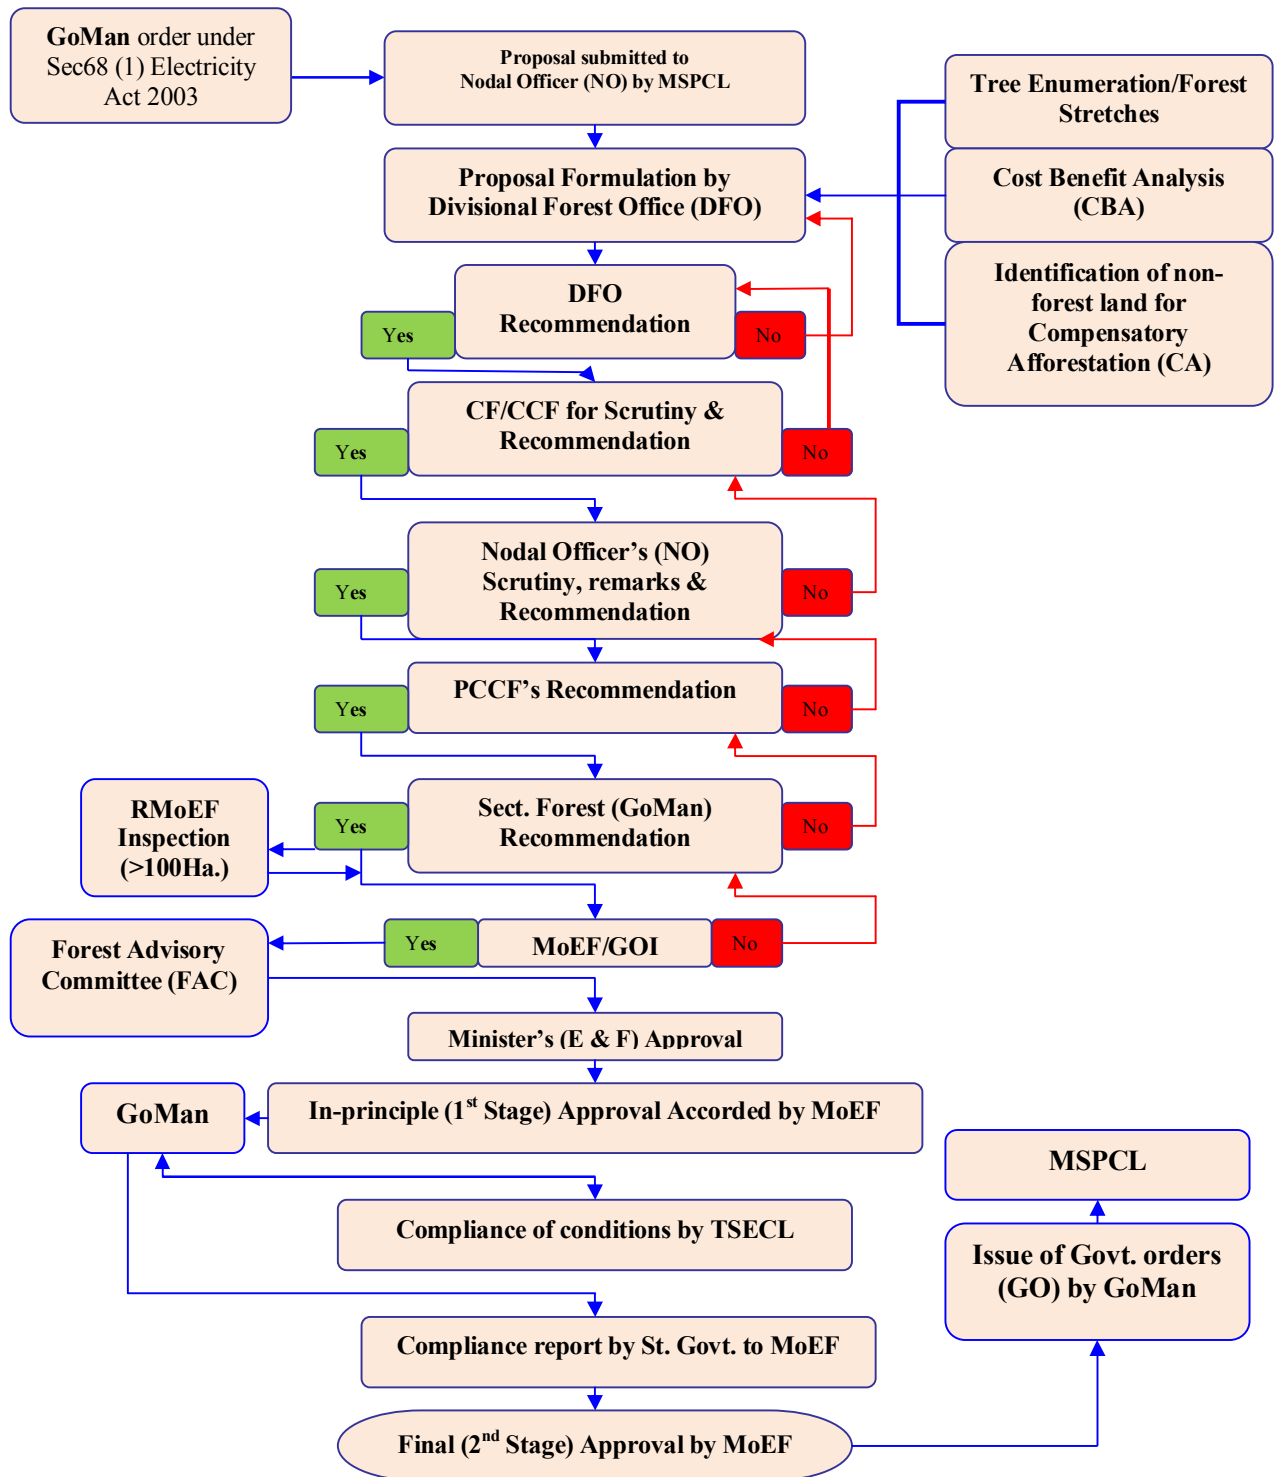 GoMan order under
Sec68 (1) Electricity
Act 2003
Proposal submitted to
Nodal Officer (NO) by MSPCL
Tree Enumeration/Forest
Stretches
Proposal Formulation by
Divisional Forest Office (DFO)
Cost Benefit Analysis
(CBA)
Identification of non-
forest land for
Compensatory
Afforestation (CA)
DFO
Recommendation
Yes
No
CF/CCF for Scrutiny &
Recommendation
Yes
No
Nodal Officer's (NO)
Scrutiny, remarks &
Recommendation
Yes
No
PCCF's Recommendation
Yes
No
RMoEF
Inspection
(>100Ha.)
Yes
Sect. Forest (GoMan)
Recommendation
No
Forest Advisory
Committee (FAC)
Yes
MoEF/GOI
No
Minister's (E & F) Approval
GoMan
In-principle (1st Stage) Approval Accorded by MoEF
MSPCL
Compliance of conditions by TSECL
Issue of Govt. orders
(GO) by GoMan
Compliance report by St. Govt. to MoEF
Final (2nd Stage) Approval by MoEF